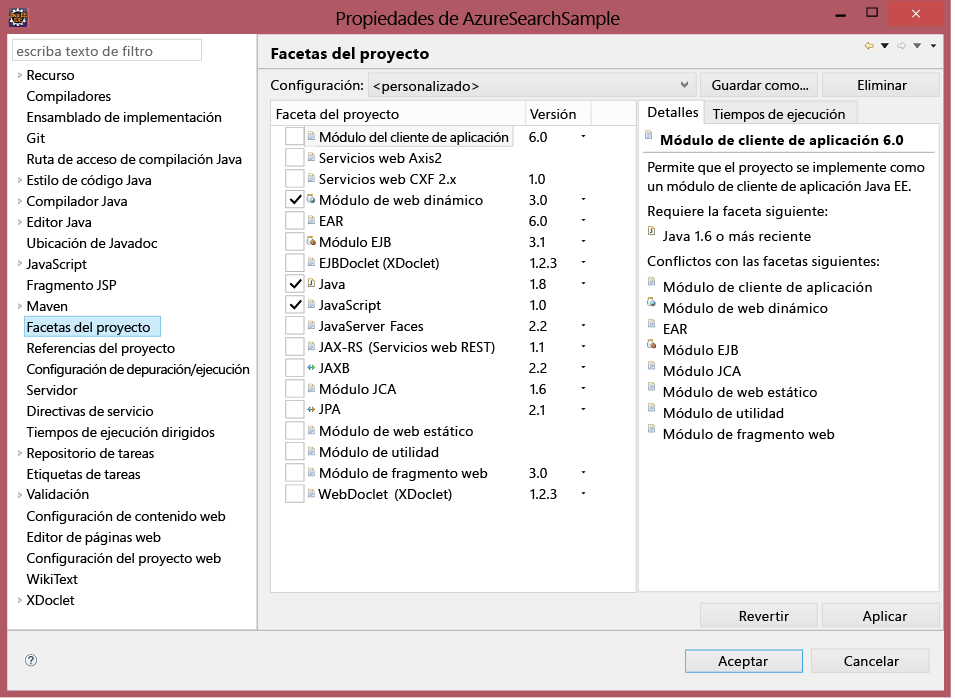 Propiedades de AzureSearchSample
escriba texto de filtro
Recurso
Compiladores
Ensamblado de implementación
Git
Ruta de acceso de compilación Java
Estilo de código Java
Compilador Java
Editor Java
Ubicación de Javadoc
JavaScript
Fragmento JSP
Maven
Facetas del proyecto
Referencias del proyecto
Configuración de depuración/ejecución
Servidor
Directivas de servicio
Tiempos de ejecución dirigidos
Repositorio de tareas
Etiquetas de tareas
Validación
Configuración de contenido web
Editor de páginas web
Configuración del proyecto web
WikiText
XDoclet
Facetas del proyecto
Configuración: <personalizado> Guardar como... Eliminar
Faceta del proyecto Versión
Módulo del cliente de aplicación 6.0
Servicios web Axis2
Servicios web CXF 2.x 1.0
Módulo de web dinámico 3.0
EAR 6.0
Módulo EJB 3.1
EJBDoclet (XDoclet) 1.2.3
Java 1.8
JavaScript 1.0
JavaServer Faces 2.2
JAX-RS (Servicios web REST) 1.1
JAXB 2.2
Módulo JCA 1.6
JPA 2.1
Módulo de web estático
Módulo de utilidad
Módulo de fragmento web 3.0
WebDoclet (XDoclet) 1.2.3
Detalles Tiempos de ejecución
Módulo de cliente de aplicación 6.0
Permite que el proyecto se implemente como
un módulo de cliente de aplicación Java EE.
Requiere la faceta siguiente:
Java 1.6 o más reciente
Conflictos con las facetas siguientes:
Módulo de cliente de aplicación
Módulo de web dinámico
EAR
Módulo EJB
Módulo JCA
Módulo de web estático
Módulo de utilidad
Módulo de fragmento web
Revertir Aplicar
Aceptar Cancelar